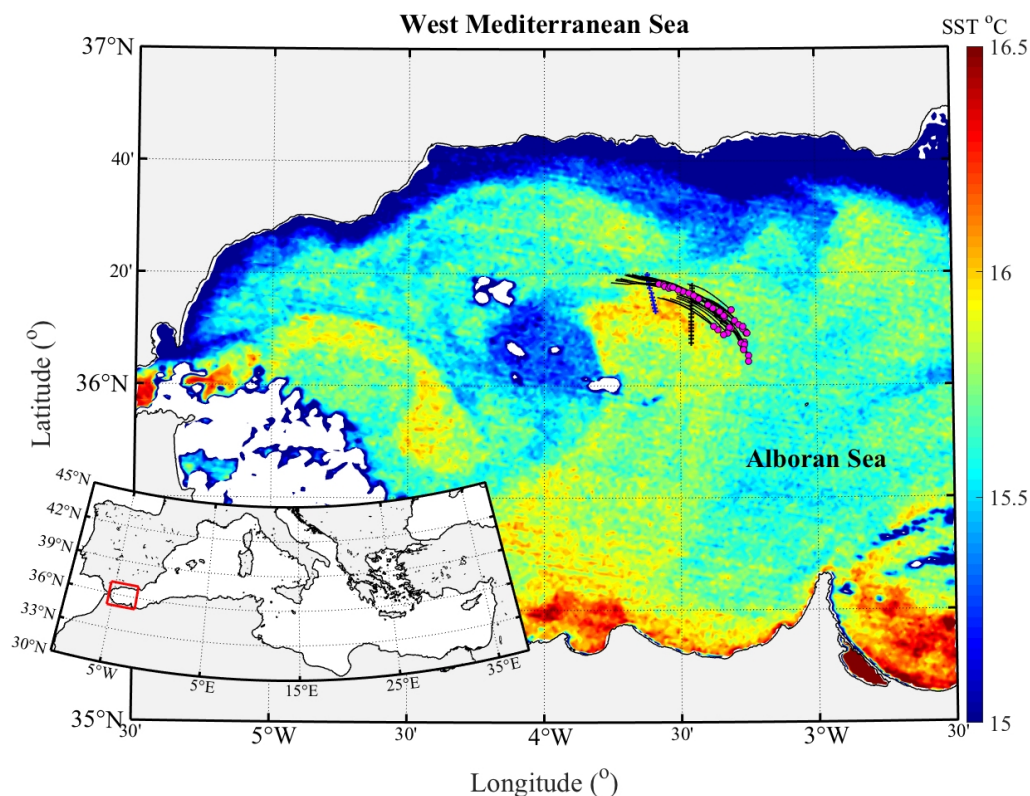 West Mediterranean Sea
SST °C
37°N
40'
20'
36°N
35°N
Latitude (°)
16.5
16
15.5
15
Alboran Sea
45°N
42°N
39°N
36°N
33°N
30°N
5°W
5°E
15°E
25°E
35°E
30'
5°W
30'
4°W
30'
3°W
30'
Longitude (°)